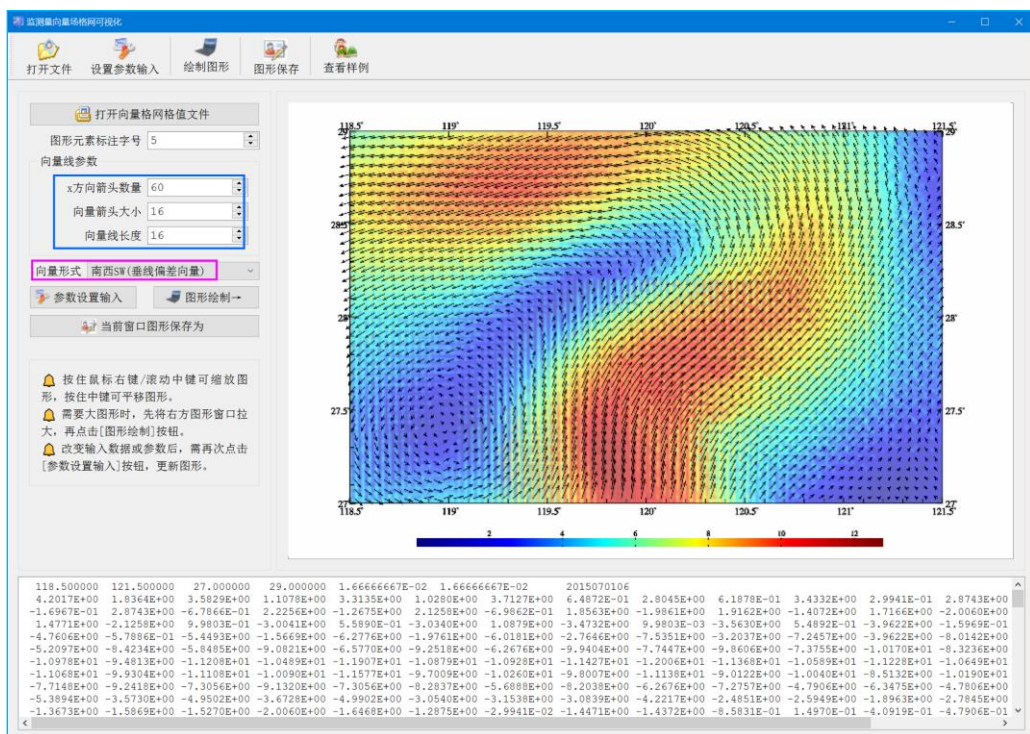 监测量向量场格网可视化
打开文件 设置参数输入 绘制图形 图形保存 查看样例
打开向量格网格值文件
图形元素标注字号 5
向量线参数
x方向箭头数量 60
向量箭头大小 16
向量线长度 16
向量形式 南西SW(垂线偏差向量)
参数设置输入 图形绘制→
当前窗口图形保存为
按住鼠标右键/滚动中键可缩放图
形，按住中键可平移图形。
需要大图形时，先将右方图形窗口拉
大，再点击[图形绘制]按钮。
改变输入数据或参数后，需再次点击
[参数设置输入]按钮，更新图形。
118.5° 119° 119.5° 120° 120.5° 121° 121.5°
29° 29°
28.5° 28.5°
28° 28°
27.5° 27.5°
27° 27°
118.5° 119° 119.5° 120° 120.5° 121° 121.5°
2 4 6 8 10 12
118.500000 121.500000 27.000000 29.000000 1.66666667E-02 1.66666667E-02 2015070106
4.2017E+00 1.8364E+00 3.5829E+00 1.1078E+00 3.3135E+00 1.0280E+00 3.7127E+00 6.4872E-01 2.8045E+00 6.1878E-01 3.4332E+00 2.9941E-01 2.8743E+00
-1.6967E-01 2.8743E+00 -6.7866E-01 2.2256E+00 -1.2675E+00 2.1258E+00 -6.9862E-01 1.8563E+00 -1.9861E+00 1.9162E+00 -1.4072E+00 1.7166E+00 -2.0060E+00
1.4771E+00 -2.1258E+00 9.9803E-01 -3.0041E+00 5.5890E-01 -3.0340E+00 1.0879E+00 -3.4732E+00 9.9803E-03 -3.5630E+00 5.4892E-01 -3.9622E+00 -1.5969E-01
-4.7606E+00 -5.7886E-01 -5.4493E+00 -1.5669E+00 -6.2776E+00 -1.9761E+00 -6.0181E+00 -2.7646E+00 -7.5351E+00 -3.2037E+00 -7.2457E+00 -3.9622E+00 -8.0142E+00
-5.2097E+00 -8.4234E+00 -5.8485E+00 -9.0821E+00 -6.5770E+00 -9.2518E+00 -6.2676E+00 -9.9404E+00 -7.7447E+00 -9.8606E+00 -7.3755E+00 -1.0170E+01 -8.3236E+00
-1.0978E+01 -9.4813E+00 -1.1208E+01 -1.0489E+01 -1.1907E+01 -1.0879E+01 -1.0928E+01 -1.1427E+01 -1.2006E+01 -1.1368E+01 -1.0589E+01 -1.1228E+01 -1.0649E+01
-1.1068E+01 -9.9304E+00 -1.1108E+01 -1.0090E+01 -1.1577E+01 -9.7009E+00 -1.0260E+01 -9.8007E+00 -1.1138E+01 -9.0122E+00 -1.0040E+01 -8.5132E+00 -1.0190E+01
-7.7148E+00 -9.2418E+00 -7.3056E+00 -9.1320E+00 -7.3056E+00 -8.2837E+00 -5.6888E+00 -8.2038E+00 -6.2676E+00 -7.2757E+00 -4.7906E+00 -6.3475E+00 -4.7806E+00
-5.3894E+00 -3.5730E+00 -4.9502E+00 -3.6728E+00 -4.9902E+00 -3.0540E+00 -3.1538E+00 -3.0839E+00 -4.2217E+00 -2.4851E+00 -2.5949E+00 -1.8963E+00 -2.7845E+00
-1.3673E+00 -1.5869E+00 -1.5270E+00 -2.0060E+00 -1.6468E+00 -1.2875E+00 -2.9941E-02 -1.4471E+00 -1.4372E+00 -8.5831E-01 1.4970E-01 -4.0919E-01 -4.7906E-01